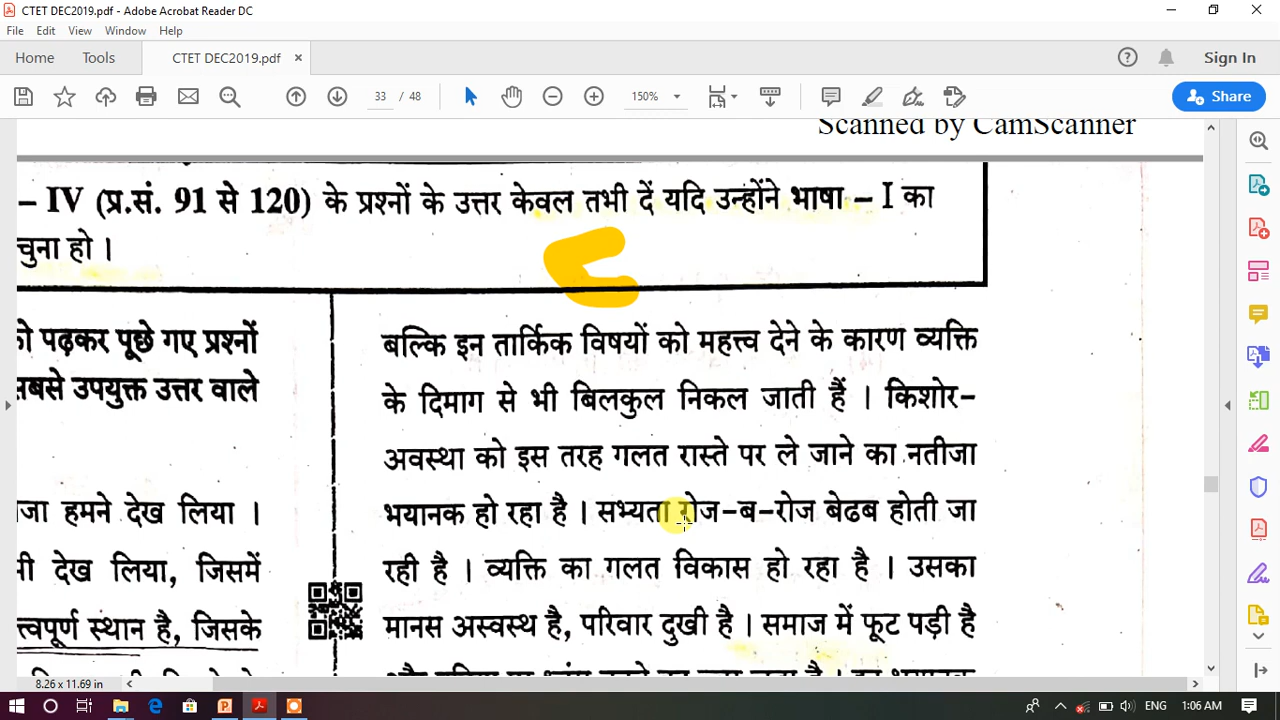 CTET DEC2019.pdf - Adobe Acrobat Reader DC
File Edit View Window Help
Home Tools CTET DEC2019.pdf × Sign In
33 / 48 150% Share
Scanned by CamScanner
– IV (प्र.सं. 91 से 120) के प्रश्नों के उत्तर केवल तभी दें यदि उन्होंने भाषा – I का
चुना हो ।
को पढ़कर पूछे गए प्रश्नों
सबसे उपयुक्त उत्तर वाले
हमने देख लिया ।
देख लिया, जिसमें
स्थान है, जिसके
बल्कि इन तार्किक विषयों को महत्त्व देने के कारण व्यक्ति
के दिमाग से भी बिलकुल निकल जाती हैं । किशोर–
अवस्था को इस तरह गलत रास्ते पर ले जाने का नतीजा
भयानक हो रहा है । सभ्यता रोज–ब–रोज बेढब होती जा
रही है । व्यक्ति का गलत विकास हो रहा है । उसका
मानस अस्वस्थ है, परिवार दुखी है । समाज में फूट पड़ी है
8.26 x 11.69 in
ENG 1:06 AM